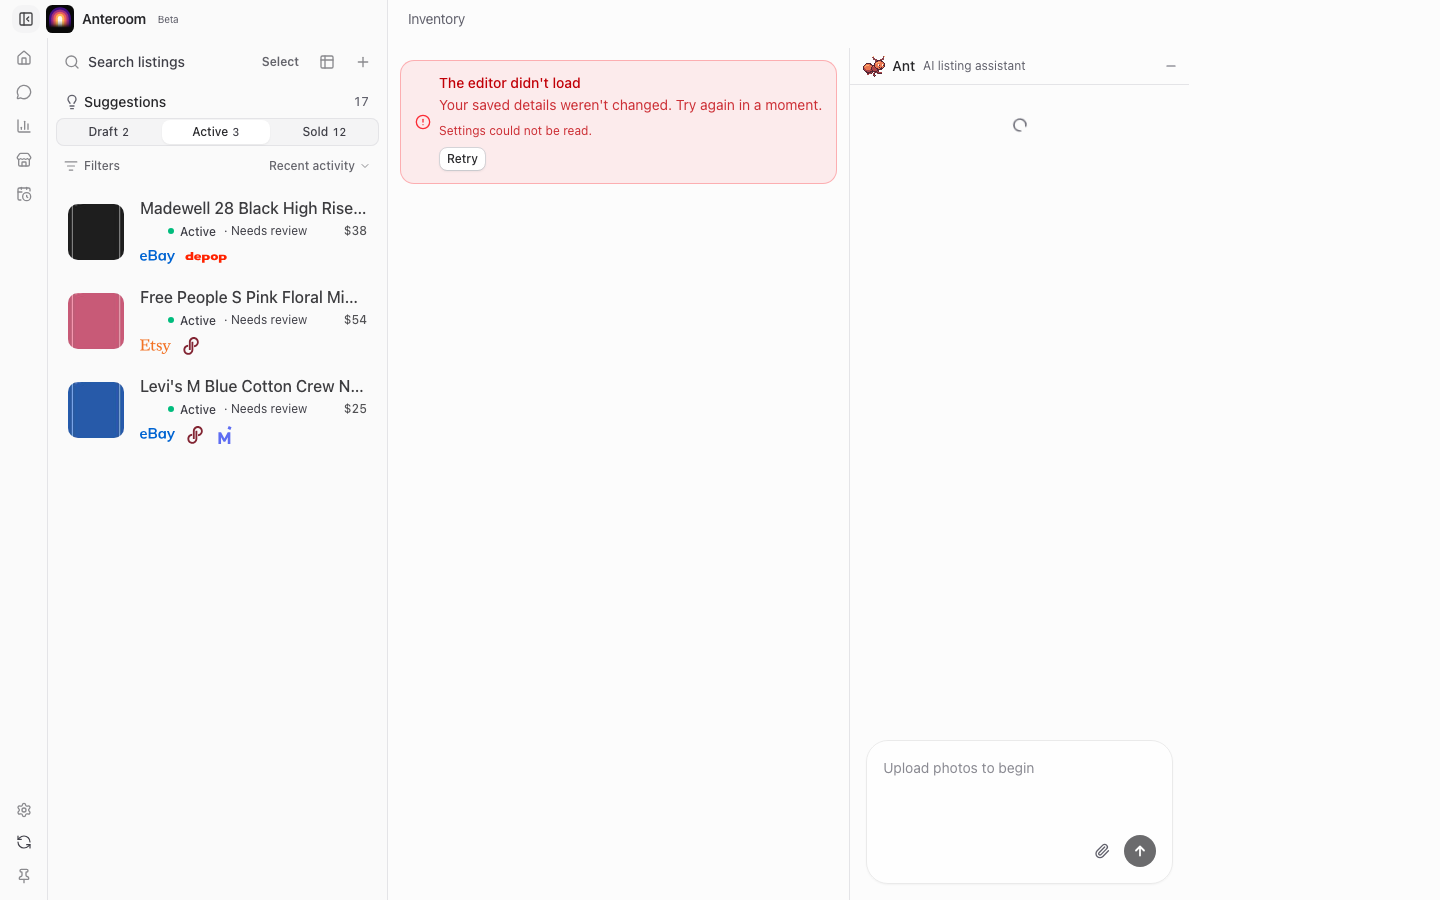 Anteroom Beta
Inventory
Search listings
Select
Suggestions 17
Draft 2 Active 3 Sold 12
Filters Recent activity
Madewell 28 Black High Rise...
Active · Needs review $38
eBay depop
Free People S Pink Floral Mi...
Active · Needs review $54
Etsy
Levi's M Blue Cotton Crew N...
Active · Needs review $25
eBay
The editor didn't load
Your saved details weren't changed. Try again in a moment.
Settings could not be read.
Retry
Ant AI listing assistant
Upload photos to begin